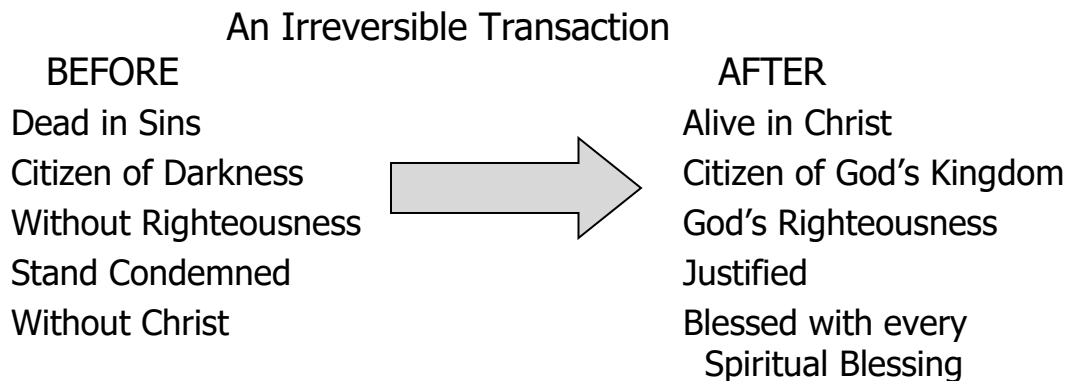 An Irreversible Transaction
BEFORE
Dead in Sins
Citizen of Darkness
Without Righteousness
Stand Condemned
Without Christ
AFTER
Alive in Christ
Citizen of God’s Kingdom
God’s Righteousness
Justified
Blessed with every
Spiritual Blessing